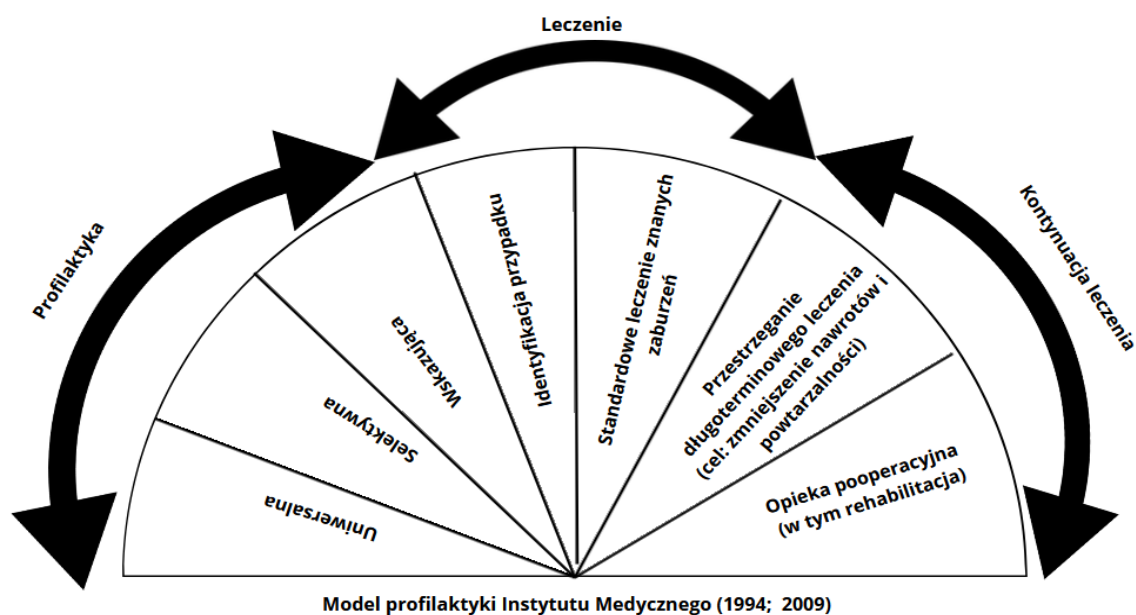 Leczenie
Profilaktyka
Kontynuacja leczenia
Uniwersalna
Selektywna
Wskazująca
Identyfikacja przypadku
Standardowe leczenie znanych
zaburzeń
Przestrzeganie
długoterminowego leczenia
(cel: zmniejszenie nawrotów i
powtarzalności)
Opieka pooperacyjna
(w tym rehabilitacja)
Model profilaktyki Instytutu Medycznego (1994; 2009)